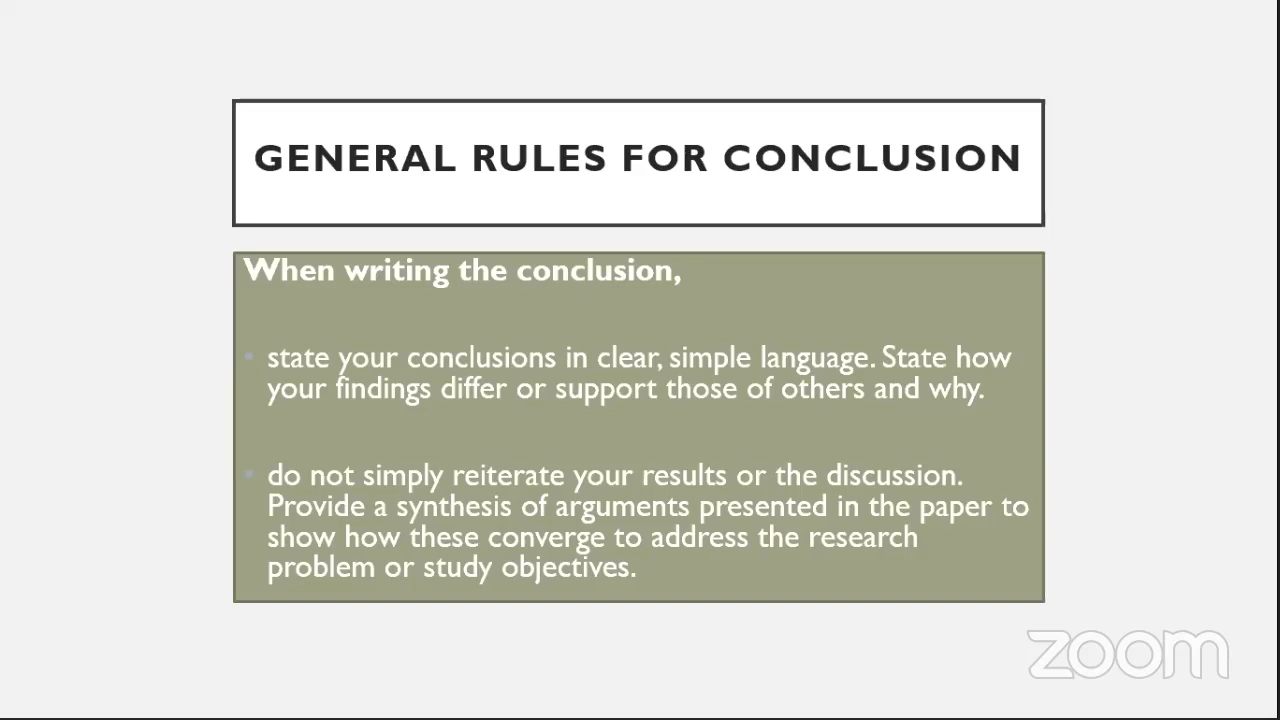 GENERAL RULES FOR CONCLUSION
When writing the conclusion,
• state your conclusions in clear, simple language. State how
your findings differ or support those of others and why.
• do not simply reiterate your results or the discussion.
Provide a synthesis of arguments presented in the paper to
show how these converge to address the research
problem or study objectives.
zoom